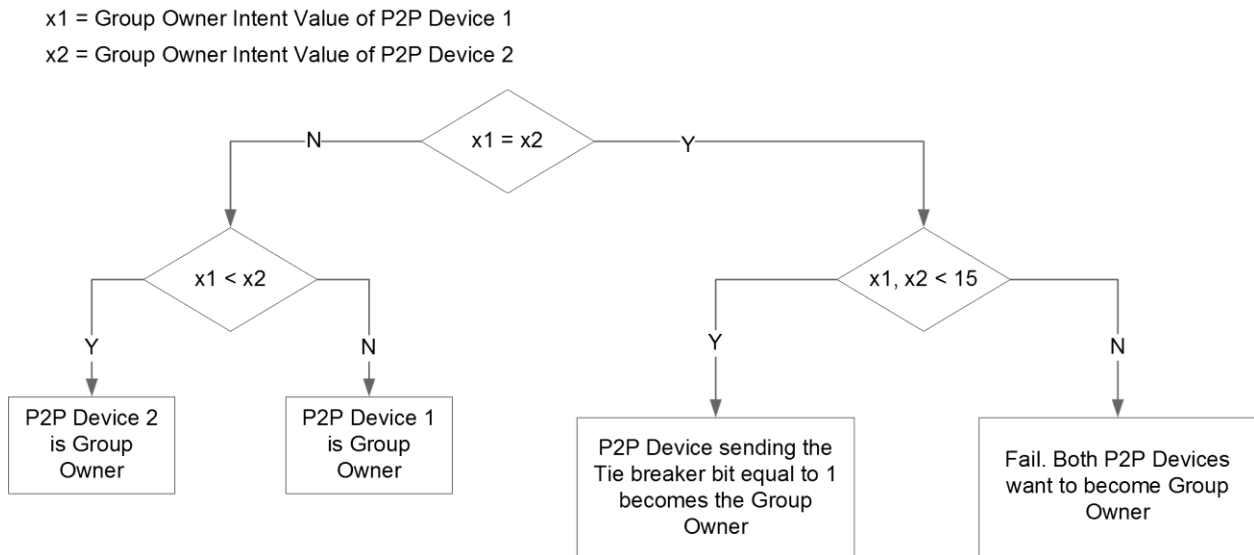 x1 = Group Owner Intent Value of P2P Device 1
x2 = Group Owner Intent Value of P2P Device 2
x1 = x2
N
Y
x1 < x2
x1, x2 < 15
Y
N
Y
N
P2P Device 2
is Group
Owner
P2P Device 1
is Group
Owner
P2P Device sending the
Tie breaker bit equal to 1
becomes the Group
Owner
Fail. Both P2P Devices
want to become Group
Owner